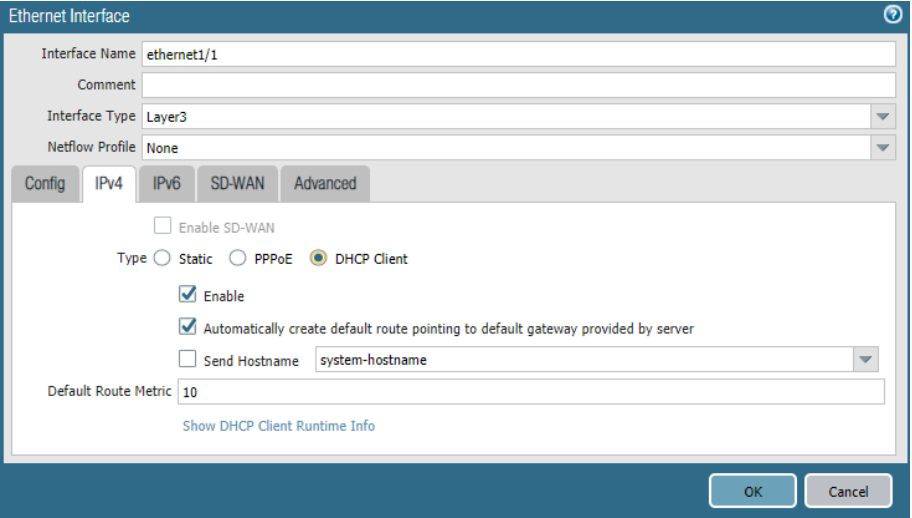 Ethernet Interface
Interface Name ethernet1/1
Comment
Interface Type Layer3
Netflow Profile None
Config IPv4 IPv6 SD-WAN Advanced
Enable SD-WAN
Type Static PPPoE DHCP Client
Enable
Automatically create default route pointing to default gateway provided by server
Send Hostname system-hostname
Default Route Metric 10
Show DHCP Client Runtime Info
OK Cancel